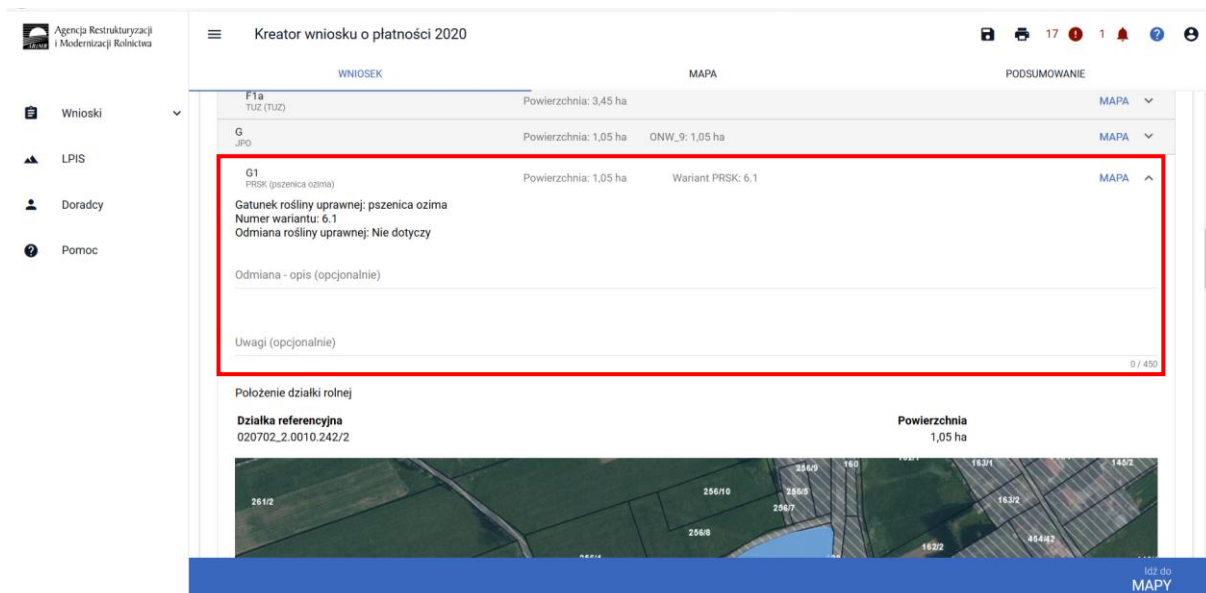 Agencja Restrukturyzacji
i Modernizacji Rolnictwa
Kreator wniosku o płatności 2020
17
1
WNIOSEK
MAPA
PODSUMOWANIE
Wnioski
LPIS
Doradcy
Pomoc
F1a
TUZ (TUZ)
Powierzchnia: 3,45 ha
MAPA
G
JPO
Powierzchnia: 1,05 ha
ONW_9: 1,05 ha
MAPA
G1
PRSK (pszenica ozima)
Powierzchnia: 1,05 ha
Wariant PRSK: 6.1
MAPA
Gatunek rośliny uprawnej: pszenica ozima
Numer wariantu: 6.1
Odmiana rośliny uprawnej: Nie dotyczy
Odmiana - opis (opcjonalnie)
Uwagi (opcjonalnie)
0 / 450
Położenie działki rolnej
Działka referencyjna
Powierzchnia
020702_2.0010.242/2
1,05 ha
256/9
160
163/1
145/2
261/2
256/10
256/5
256/7
163/2
256/8
162/2
464/42
Idź do
MAPY